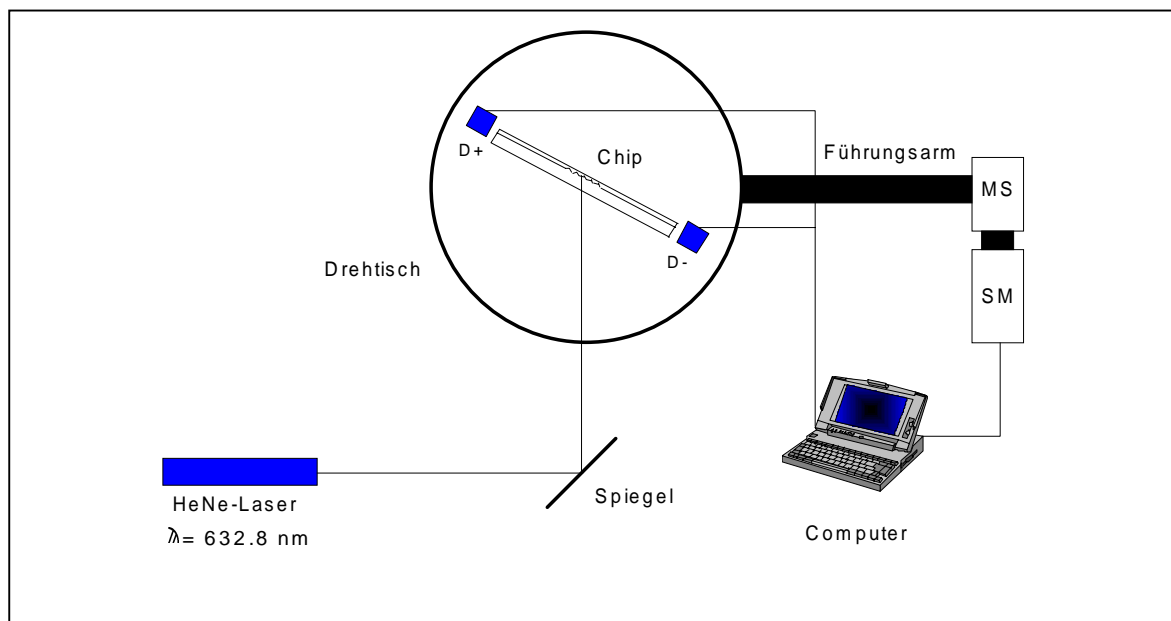 D+
Chip
Führungsarm
MS
D-
Drehtisch
SM
HeNe-Laser
λ= 632.8 nm
Spiegel
Computer